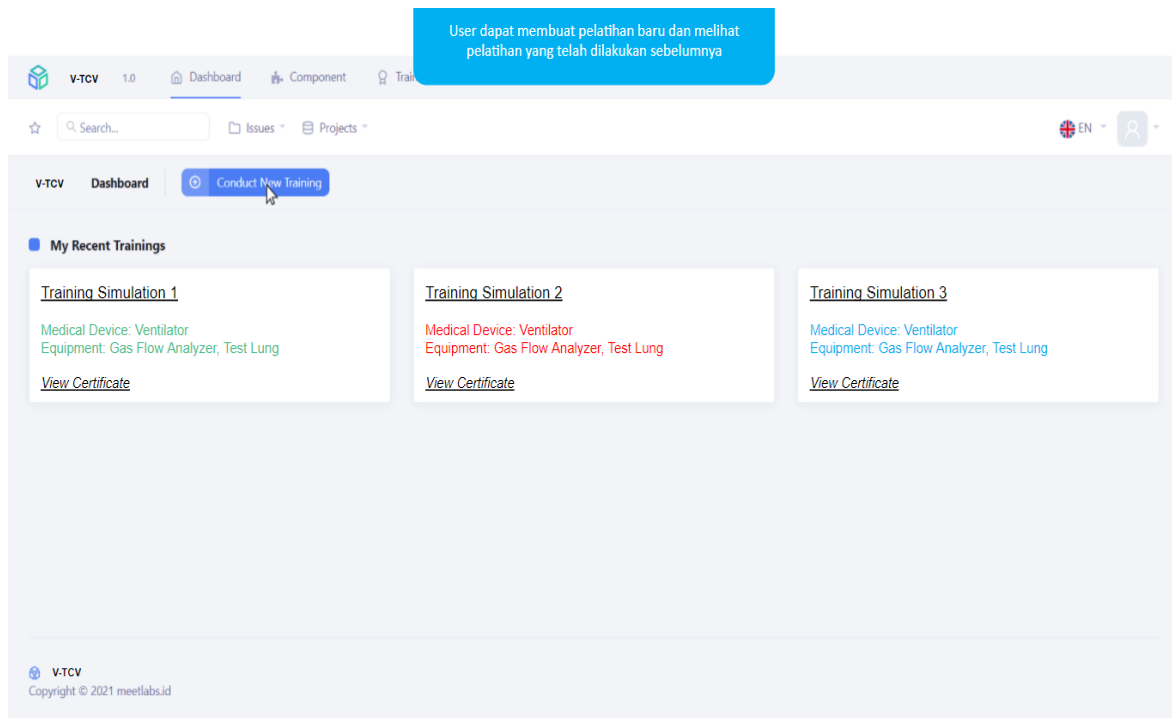 User dapat membuat pelatihan baru dan melihat
pelatihan yang telah dilakukan sebelumnya
V-TCV 1.0 Dashboard Component
Search... Issues Projects EN
V-TCV Dashboard Conduct New Training
My Recent Trainings
Training Simulation 1
Medical Device: Ventilator
Equipment: Gas Flow Analyzer, Test Lung
View Certificate
Training Simulation 2
Medical Device: Ventilator
Equipment: Gas Flow Analyzer, Test Lung
View Certificate
Training Simulation 3
Medical Device: Ventilator
Equipment: Gas Flow Analyzer, Test Lung
View Certificate
V-TCV
Copyright © 2021 meetlabs.id